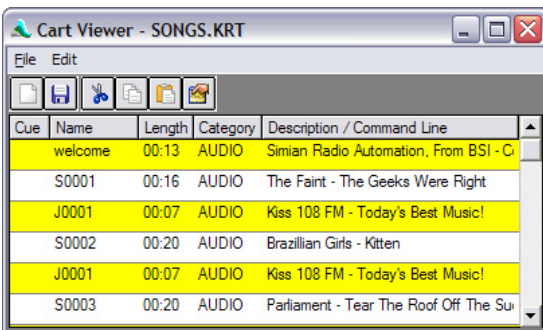 Cart Viewer - SONGS.KRT
File Edit
Cue Name Length Category Description / Command Line
welcome 00:13 AUDIO Simian Radio Automation, From BSI -
S0001 00:16 AUDIO The Faint - The Geeks Were Right
J0001 00:07 AUDIO Kiss 108 FM - Today's Best Music!
S0002 00:20 AUDIO Brazillian Girls - Kitten
J0001 00:07 AUDIO Kiss 108 FM - Today's Best Music!
S0003 00:20 AUDIO Parliament - Tear The Roof Off The